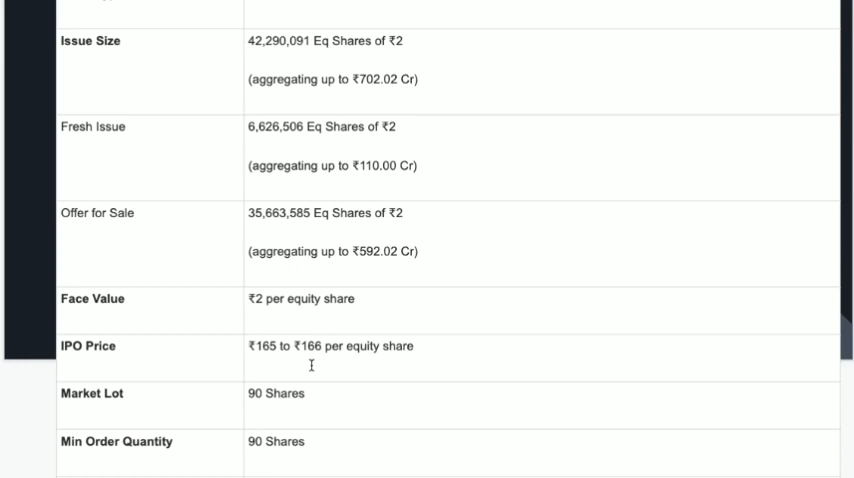 Issue Size
42,290,091 Eq Shares of ₹2
(aggregating up to ₹702.02 Cr)
Fresh Issue
6,626,506 Eq Shares of ₹2
(aggregating up to ₹110.00 Cr)
Offer for Sale
35,663,585 Eq Shares of ₹2
(aggregating up to ₹592.02 Cr)
Face Value
₹2 per equity share
IPO Price
₹165 to ₹166 per equity share
Market Lot
90 Shares
Min Order Quantity
90 Shares